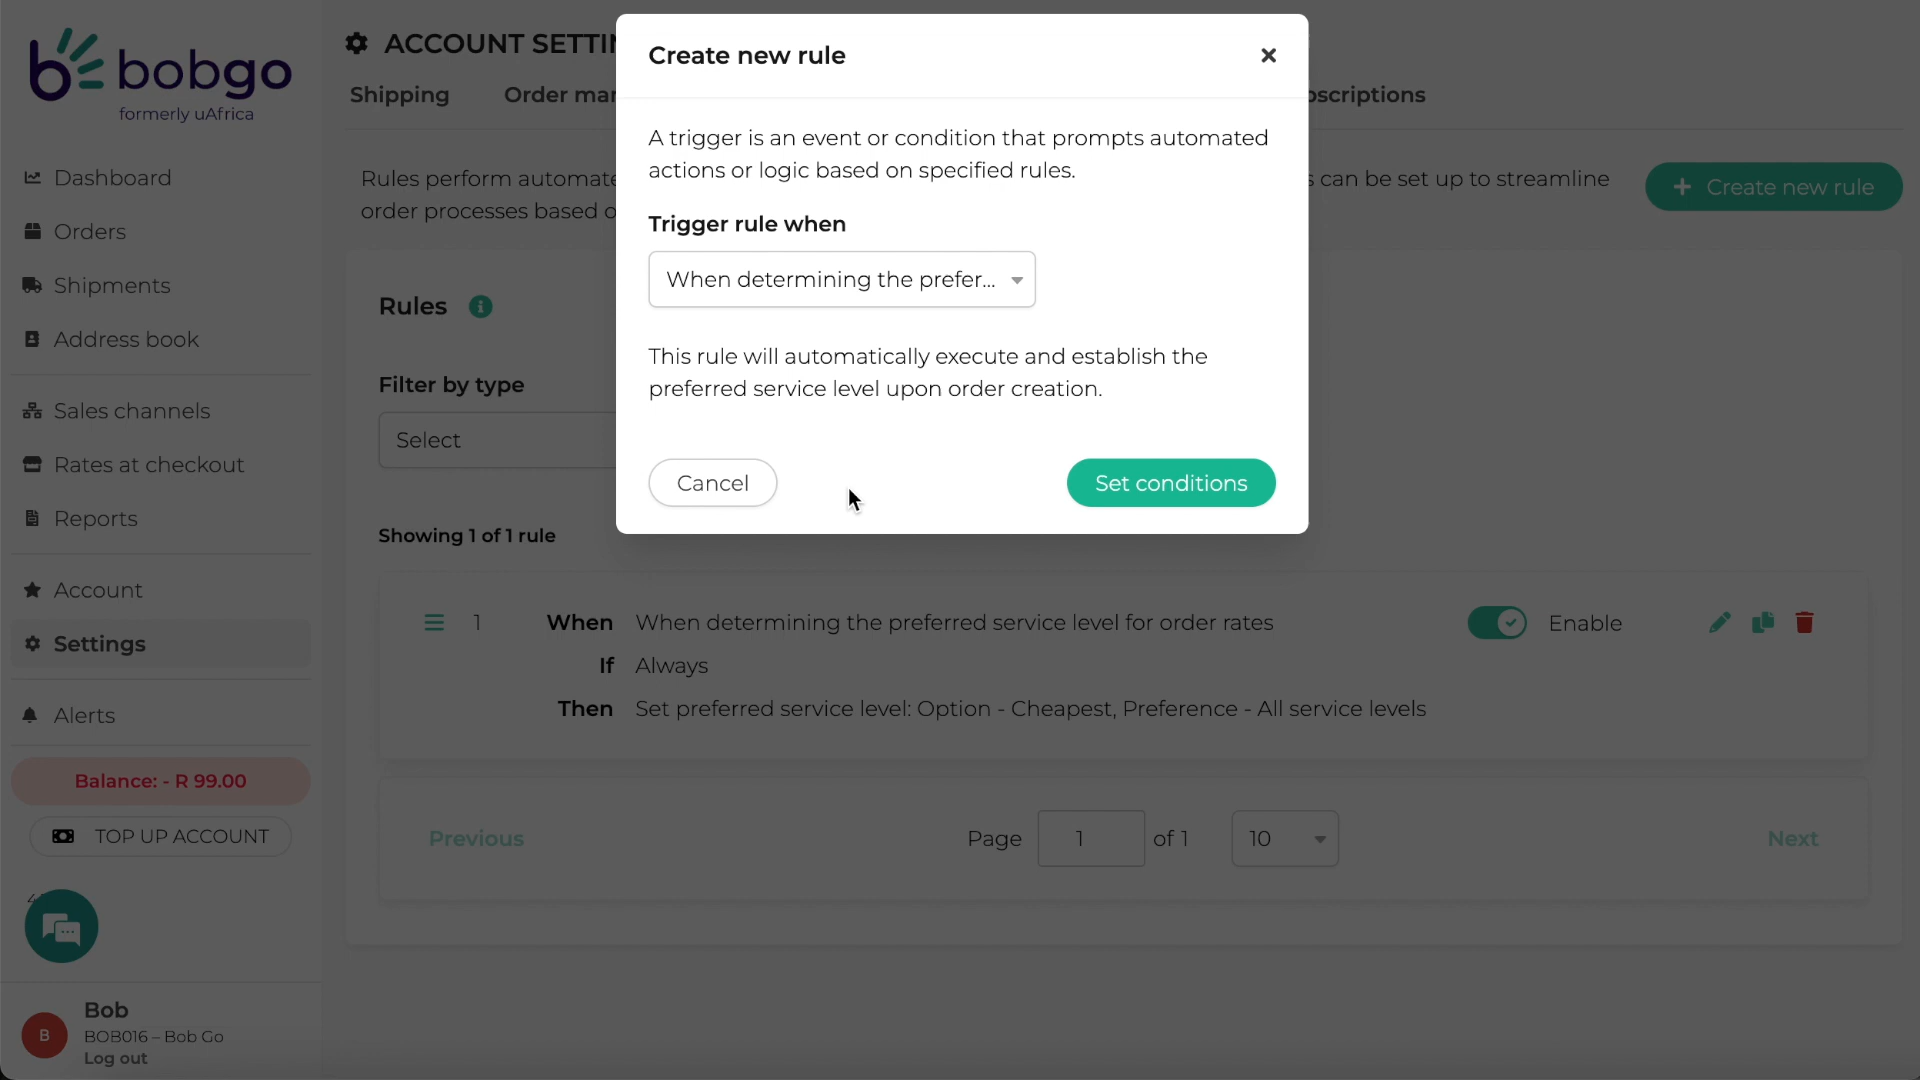 bobgo
formerly uAfrica
Dashboard
Orders
Shipments
Address book
Sales channels
Rates at checkout
Reports
Account
Settings
Alerts
Balance: - R 99.00
TOP UP ACCOUNT
Bob
B
BOB016 – Bob Go
Log out
ACCOUNT SETTIN
Shipping
Order mar
oscriptions
Rules perform automate
s can be set up to streamline
order processes based o
+ Create new rule
Create new rule
A trigger is an event or condition that prompts automated
actions or logic based on specified rules.
Trigger rule when
When determining the prefer...
This rule will automatically execute and establish the
preferred service level upon order creation.
Cancel
Set conditions
Rules
Filter by type
Select
Showing 1 of 1 rule
1 When When determining the preferred service level for order rates
Enable
If Always
Then Set preferred service level: Option - Cheapest, Preference - All service levels
Previous
Page 1 of 1
10
Next